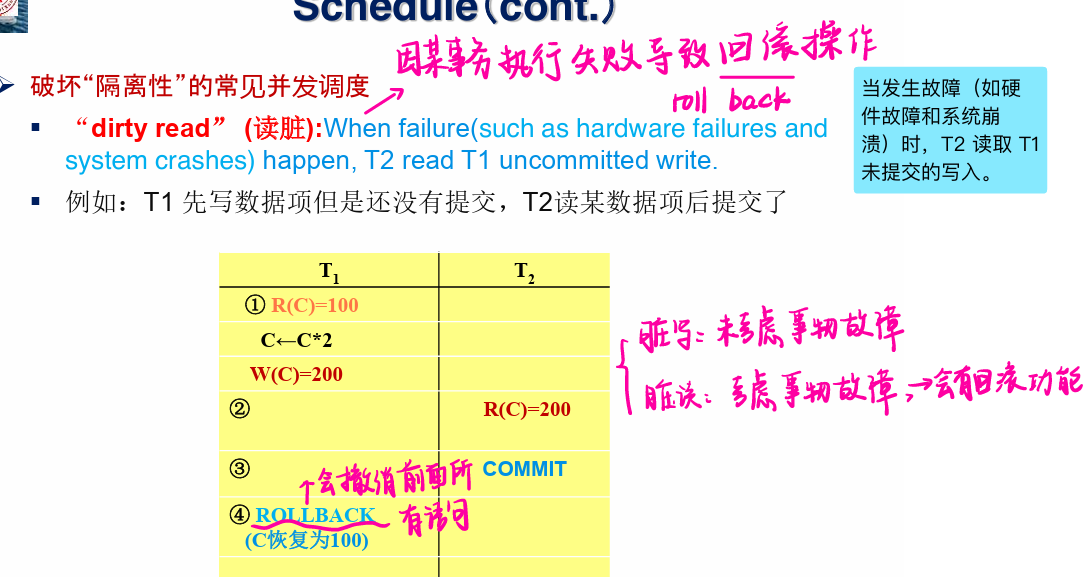 Schedule(cont.)
因某事务执行失败导致回滚操作
roll back
破坏“隔离性”的常见并发调度
“dirty read” (读脏):When failure(such as hardware failures and
system crashes) happen, T2 read T1 uncommitted write.
当发生故障（如硬
件故障和系统崩
溃）时，T2 读取 T1
未提交的写入。
例如：T1 先写数据项但是还没有提交，T2读某数据项后提交了
T1 T2
① R(C)=100
C←C*2
W(C)=200
② R(C)=200
③ COMMIT
④ ROLLBACK
(C恢复为100)
↑会撤消前面所
有访问
脏写：未考虑事物故障
脏读：考虑事物故障，→会有回滚功能